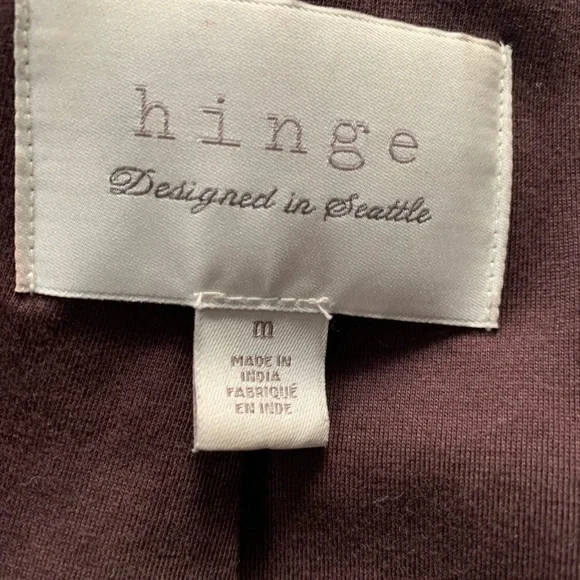 hinge
Designed in Seattle
m
MADE IN
INDIA
FABRIQUÉ
EN INDE